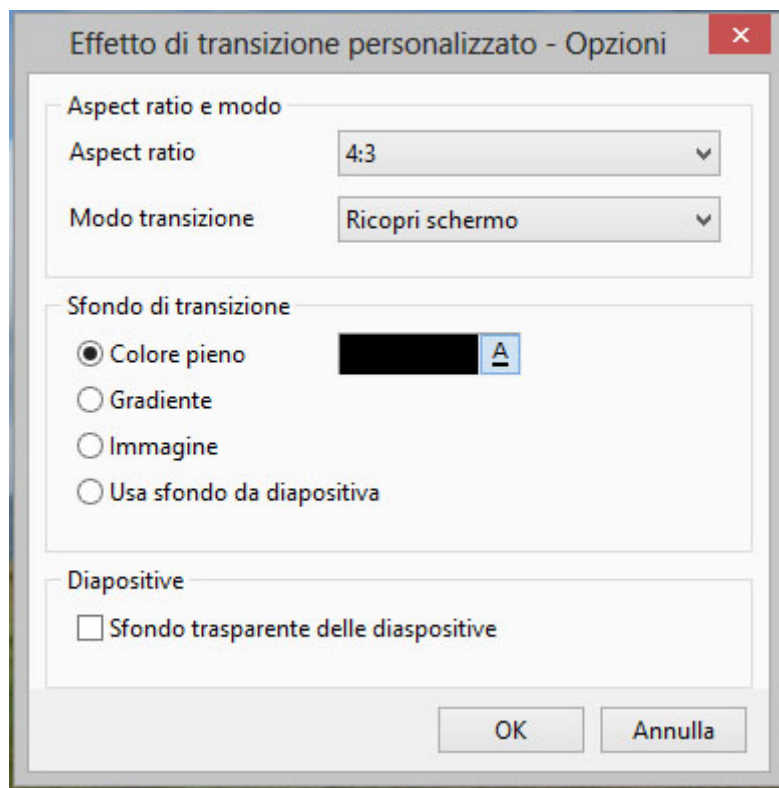 Effetto di transizione personalizzato - Opzioni
Aspect ratio e modo
Aspect ratio 4:3
Modo transizione Ricopri schermo
Sfondo di transizione
Colore pieno A
Gradiente
Immagine
Usa sfondo da diapositiva
Diapositive
Sfondo trasparente delle diaspositive
OK Annulla